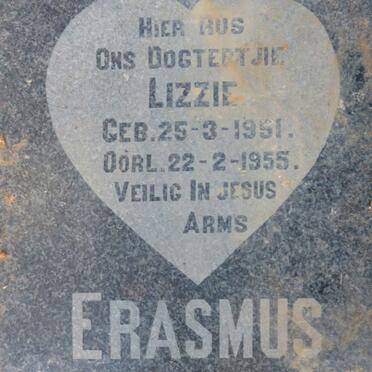 HIER RUS
ONS DOGTERTJIE
LIZZIE
GEB. 25-3-1951.
OORL. 22-2-1955.
VEILIG IN JESUS
ARMS
ERASMUS